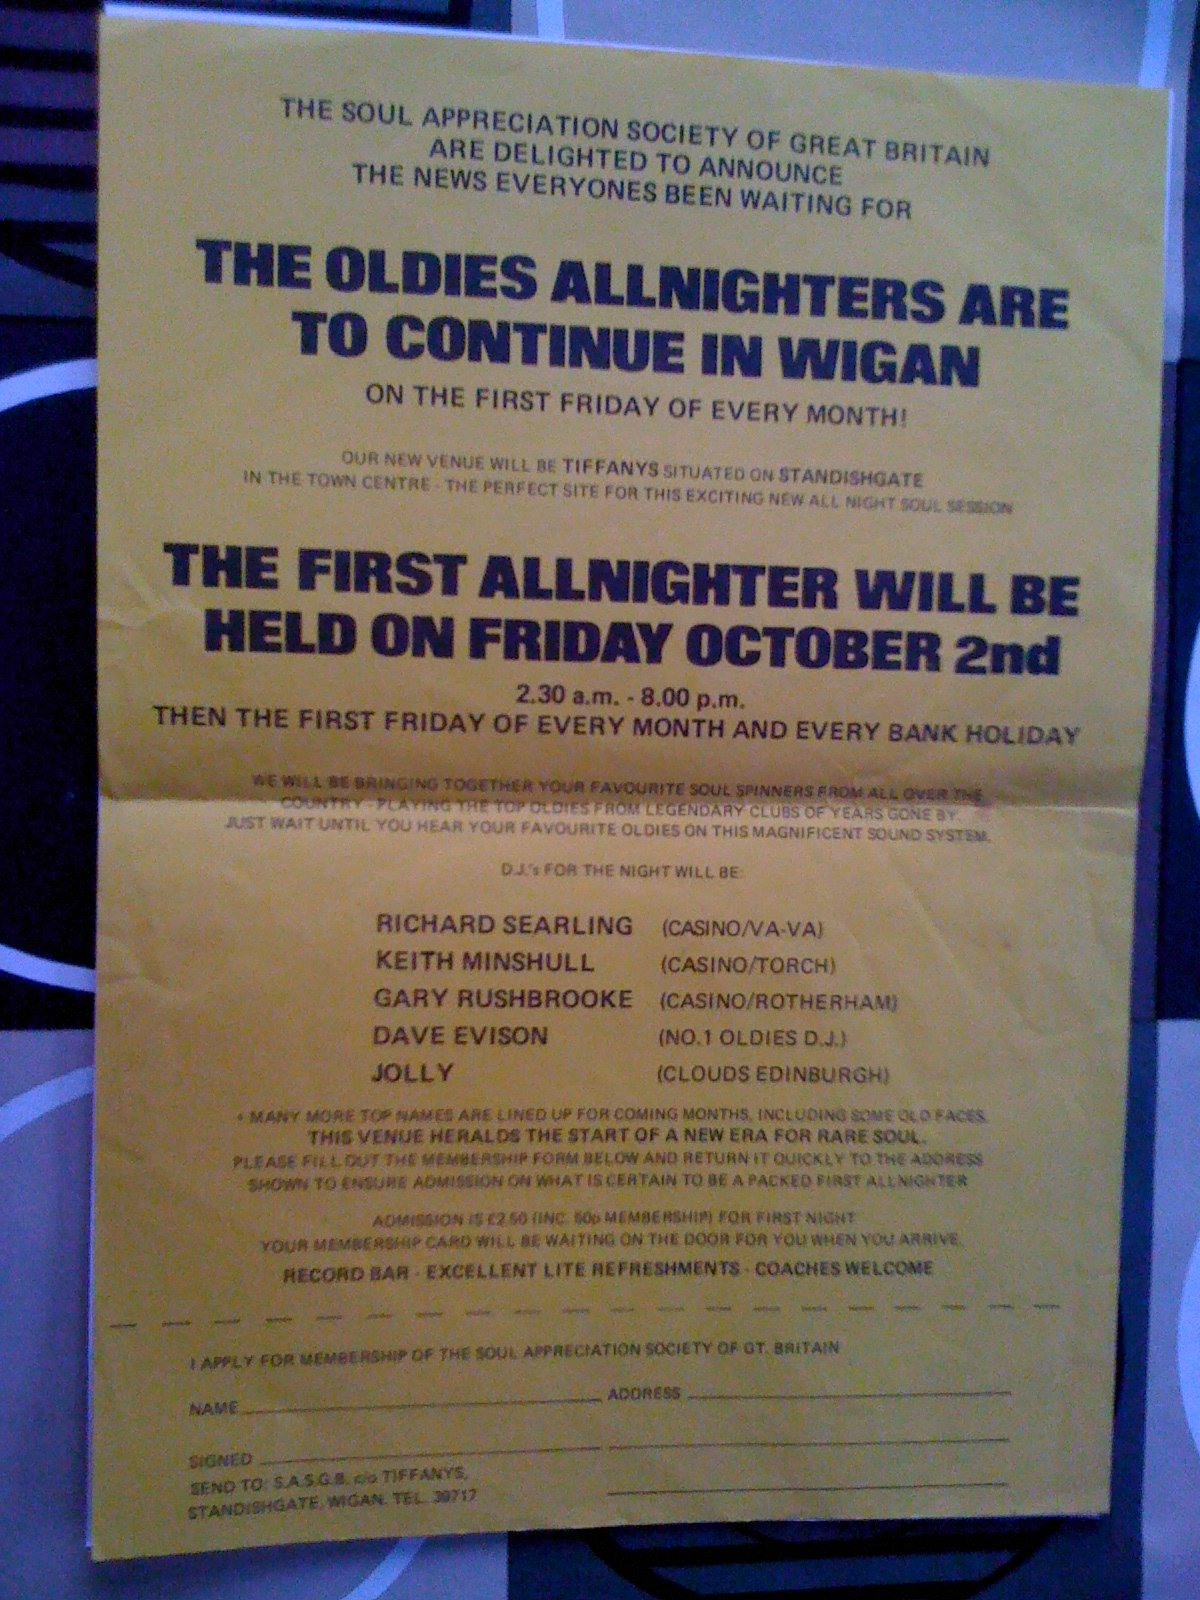 THE SOUL APPRECIATION SOCIETY OF GREAT BRITAIN
ARE DELIGHTED TO ANNOUNCE
THE NEWS EVERYONES BEEN WAITING FOR
THE OLDIES ALLNIGHTERS ARE
TO CONTINUE IN WIGAN
ON THE FIRST FRIDAY OF EVERY MONTH!
OUR NEW VENUE WILL BE TIFFANYS SITUATED ON STANDISHGATE
IN THE TOWN CENTRE - THE PERFECT SITE FOR THIS EXCITING NEW ALL NIGHT SOUL SESSION
THE FIRST ALLNIGHTER WILL BE
HELD ON FRIDAY OCTOBER 2nd
2.30 a.m. - 8.00 p.m.
THEN THE FIRST FRIDAY OF EVERY MONTH AND EVERY BANK HOLIDAY
WE WILL BE BRINGING TOGETHER YOUR FAVOURITE SOUL SPINNERS FROM ALL OVER THE
COUNTRY - PLAYING THE TOP OLDIES FROM LEGENDARY CLUBS OF YEARS GONE BY.
JUST WAIT UNTIL YOU HEAR YOUR FAVOURITE OLDIES ON THIS MAGNIFICENT SOUND SYSTEM.
D.J.'s FOR THE NIGHT WILL BE:
RICHARD SEARLING (CASINO/VA-VA)
KEITH MINSHULL (CASINO/TORCH)
GARY RUSHBROOKE (CASINO/ROTHERHAM)
DAVE EVISON (NO.1 OLDIES D.J.)
JOLLY (CLOUDS EDINBURGH)
+ MANY MORE TOP NAMES ARE LINED UP FOR COMING MONTHS, INCLUDING SOME OLD FACES.
THIS VENUE HERALDS THE START OF A NEW ERA FOR RARE SOUL.
PLEASE FILL OUT THE MEMBERSHIP FORM BELOW AND RETURN IT QUICKLY TO THE ADDRESS
SHOWN TO ENSURE ADMISSION ON WHAT IS CERTAIN TO BE A PACKED FIRST ALLNIGHTER
ADMISSION IS £2.50 (INC. 50p MEMBERSHIP) FOR FIRST NIGHT
YOUR MEMBERSHIP CARD WILL BE WAITING ON THE DOOR FOR YOU WHEN YOU ARRIVE.
RECORD BAR - EXCELLENT LITE REFRESHMENTS - COACHES WELCOME
I APPLY FOR MEMBERSHIP OF THE SOUL APPRECIATION SOCIETY OF GT. BRITAIN
NAME ADDRESS
SIGNED
SEND TO: S.A.S.G.B. c/o TIFFANYS,
STANDISHGATE, WIGAN. TEL. 39717